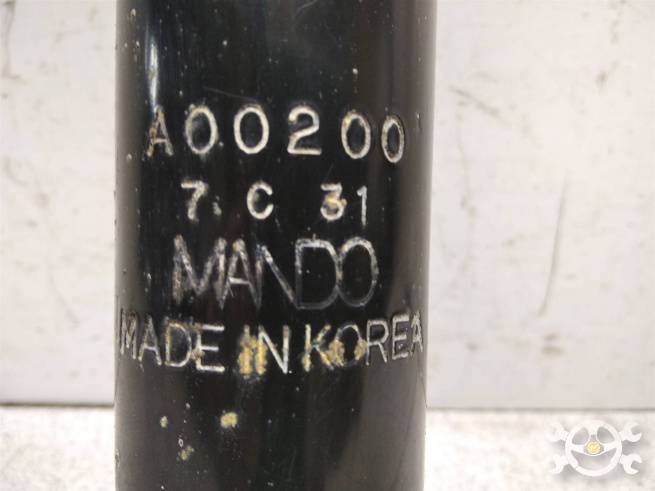 A00200
7 C 31
MANDO
MADE IN KOREA